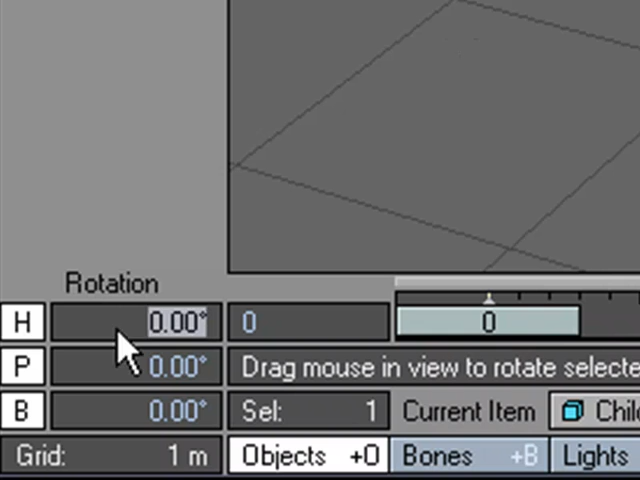 Rotation
H 0.00° 0 0
P 0.00° Drag mouse in view to rotate selecte
B 0.00° Sel: 1 Current Item Chil
Grid: 1 m Objects +O Bones +B Lights